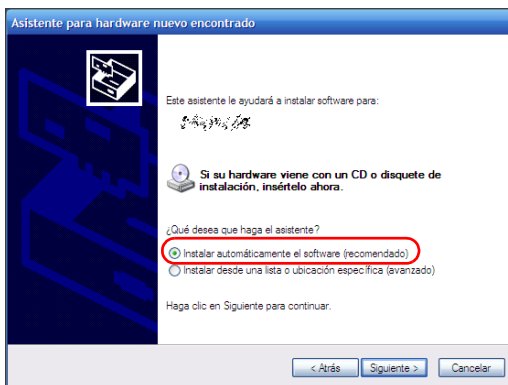 Asistente para hardware nuevo encontrado
Este asistente le ayudará a instalar software para:
Si su hardware viene con un CD o disquete de
instalación, insértelo ahora.
¿Qué desea que haga el asistente?
Instalar automáticamente el software (recomendado)
Instalar desde una lista o ubicación específica (avanzado)
Haga clic en Siguiente para continuar.
< Atrás Siguiente > Cancelar